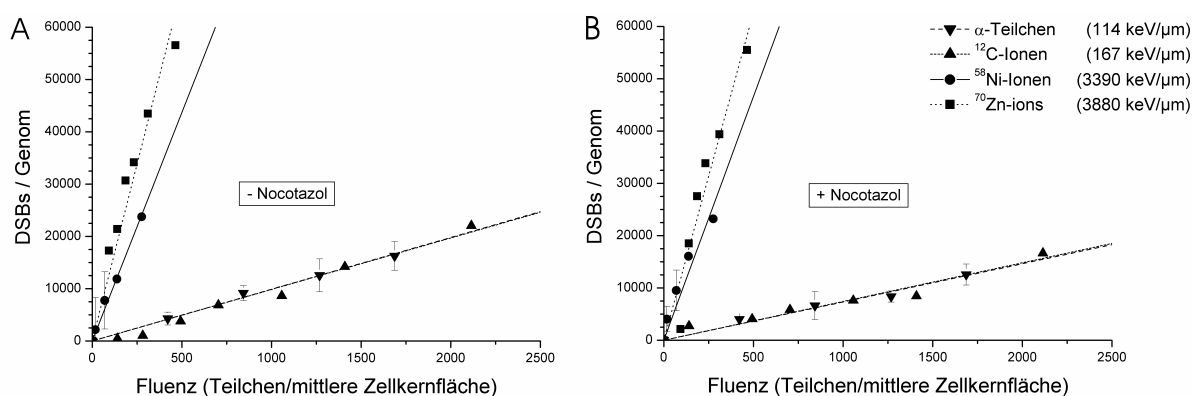 A
DSBs / Genom
60000
50000
40000
30000
20000
10000
0
- Nocotazol
0 500 1000 1500 2000 2500
Fluenz (Teilchen/mittlere Zellkernfläche)
B
DSBs / Genom
60000
50000
40000
30000
20000
10000
0
α-Teilchen (114 keV/µm)
¹²C-Ionen (167 keV/µm)
⁵⁸Ni-Ionen (3390 keV/µm)
⁷⁰Zn-ions (3880 keV/µm)
+ Nocotazol
0 500 1000 1500 2000 2500
Fluenz (Teilchen/mittlere Zellkernfläche)